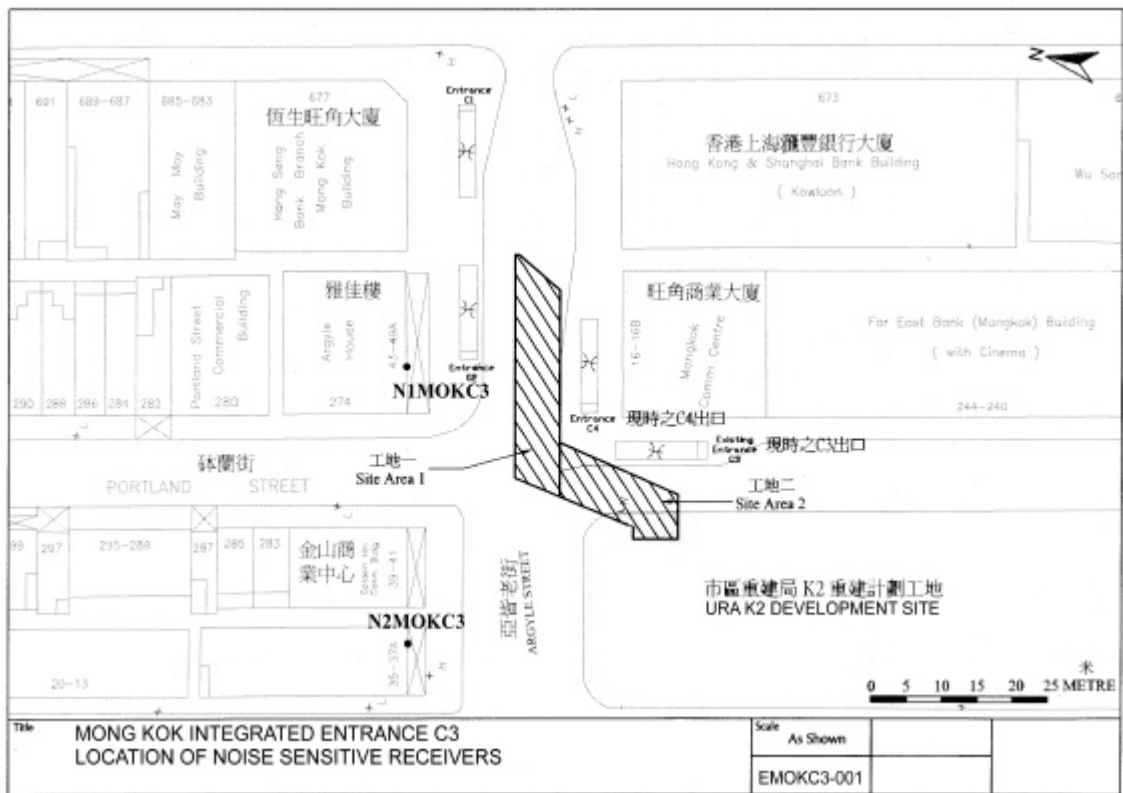 691
689-687
685-683
May May
Building
677
恆生旺角大廈
Hang Sang
Bank Branch
Mong Kok
Building
Entrance
C1
H
L
H
N
673
香港上海滙豐銀行大廈
Hong Kong & Shanghai Bank Building
( Kowloon )
Wu San
290
288
286
284
282
Portland Street
Commercial
Building
280
雅佳樓
Argyle
House
274
43-49A
N1MOKC3
Entrance
16-16B
旺角商業大廈
Mongkok
Comm Centre
Far East Bank (Mongkok) Building
( with Cinema )
244-240
Entrance
C4
現時之C4出口
Existing
Entrance
C3
現時之C3出口
L
砵蘭街
PORTLAND STREET
工地一
Site Area 1
工地二
Site Area 2
L
99
297
295-289
287
285
283
金山商
業中心
39-41
亞皆老街
ARGYLE STREET
市區重建局 K2 重建計劃工地
URA K2 DEVELOPMENT SITE
N2MOKC3
35-37A
H
20-13
L
米
0 5 10 15 20 25 METRE
Title
MONG KOK INTEGRATED ENTRANCE C3
LOCATION OF NOISE SENSITIVE RECEIVERS
Scale
As Shown
EMOKC3-001